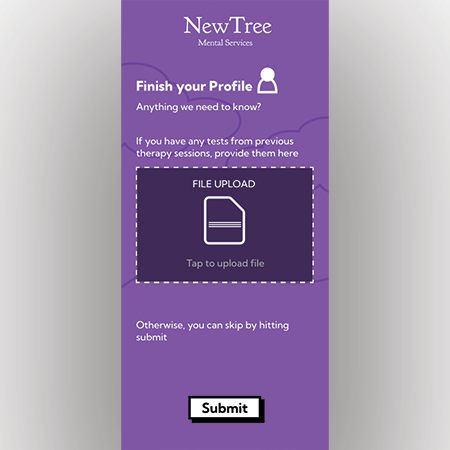 NewTree
Mental Services
Finish your Profile
Anything we need to know?
If you have any tests from previous
therapy sessions, provide them here
FILE UPLOAD
Tap to upload file
Otherwise, you can skip by hitting
submit
Submit